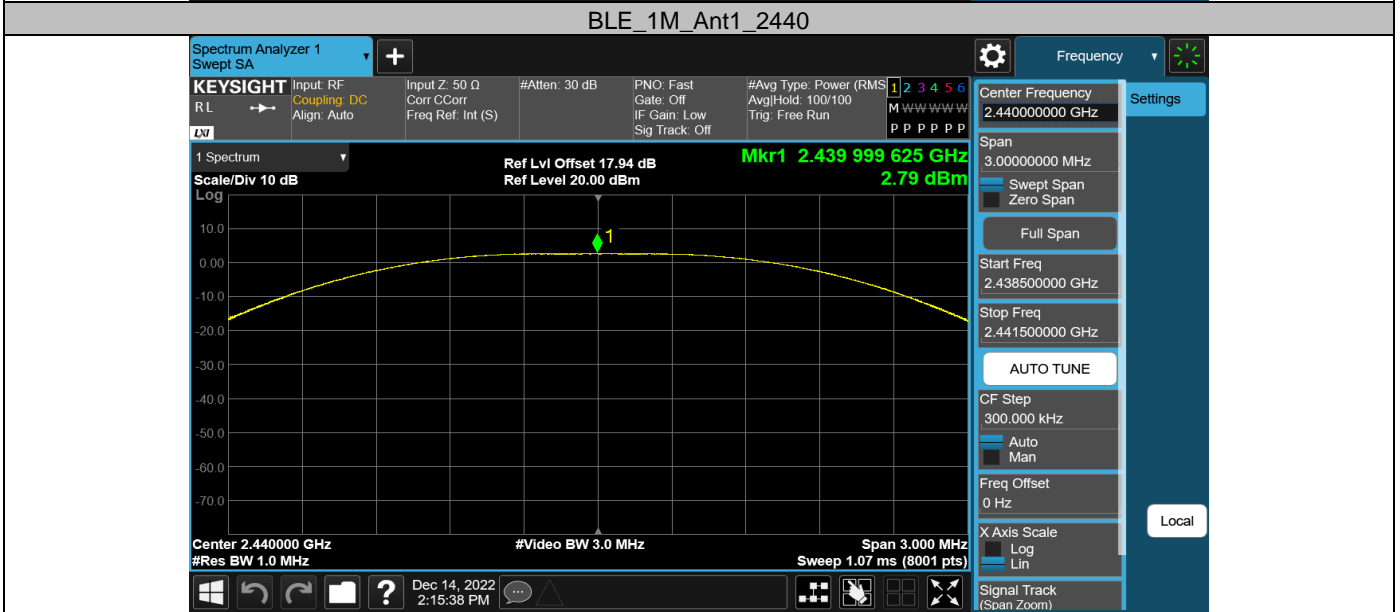 BLE_1M_Ant1_2440
Spectrum Analyzer 1
Swept SA
Frequency
KEYSIGHT
R L
LXI
Input: RF
Coupling: DC
Align: Auto
Input Z: 50 Ω
Corr CCorr
Freq Ref: Int (S)
#Atten: 30 dB
PNO: Fast
Gate: Off
IF Gain: Low
Sig Track: Off
#Avg Type: Power (RMS
Avg|Hold: 100/100
Trig: Free Run
1 2 3 4 5 6
M W W W W W
P P P P P P
1 Spectrum
Scale/Div 10 dB
Log
Ref Lvl Offset 17.94 dB
Ref Level 20.00 dBm
Mkr1 2.439 999 625 GHz
2.79 dBm
1
10.0
0.00
-10.0
-20.0
-30.0
-40.0
-50.0
-60.0
-70.0
Center 2.440000 GHz
#Res BW 1.0 MHz
#Video BW 3.0 MHz
Span 3.000 MHz
Sweep 1.07 ms (8001 pts)
Center Frequency
2.440000000 GHz
Settings
Span
3.00000000 MHz
Swept Span
Zero Span
Full Span
Start Freq
2.438500000 GHz
Stop Freq
2.441500000 GHz
AUTO TUNE
CF Step
300.000 kHz
Auto
Man
Freq Offset
0 Hz
X Axis Scale
Log
Lin
Local
Signal Track
(Span Zoom)
?
Dec 14, 2022
2:15:38 PM